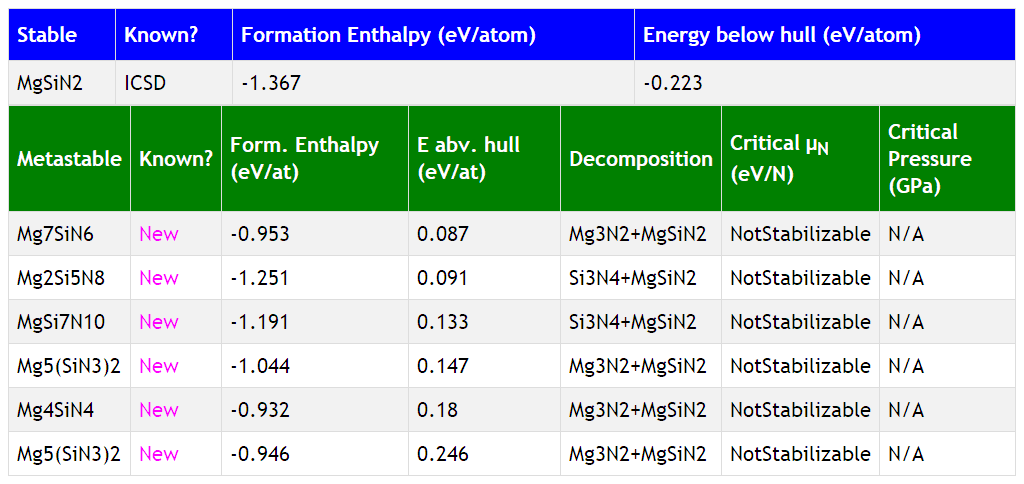 Stable Known? Formation Enthalpy (eV/atom) Energy below hull (eV/atom)
MgSiN2 ICSD -1.367 -0.223
Metastable Known? Form. Enthalpy (eV/at) E abv. hull (eV/at) Decomposition Critical μN (eV/N) Critical Pressure (GPa)
Mg7SiN6 New -0.953 0.087 Mg3N2+MgSiN2 NotStabilizable N/A
Mg2Si5N8 New -1.251 0.091 Si3N4+MgSiN2 NotStabilizable N/A
MgSi7N10 New -1.191 0.133 Si3N4+MgSiN2 NotStabilizable N/A
Mg5(SiN3)2 New -1.044 0.147 Mg3N2+MgSiN2 NotStabilizable N/A
Mg4SiN4 New -0.932 0.18 Mg3N2+MgSiN2 NotStabilizable N/A
Mg5(SiN3)2 New -0.946 0.246 Mg3N2+MgSiN2 NotStabilizable N/A